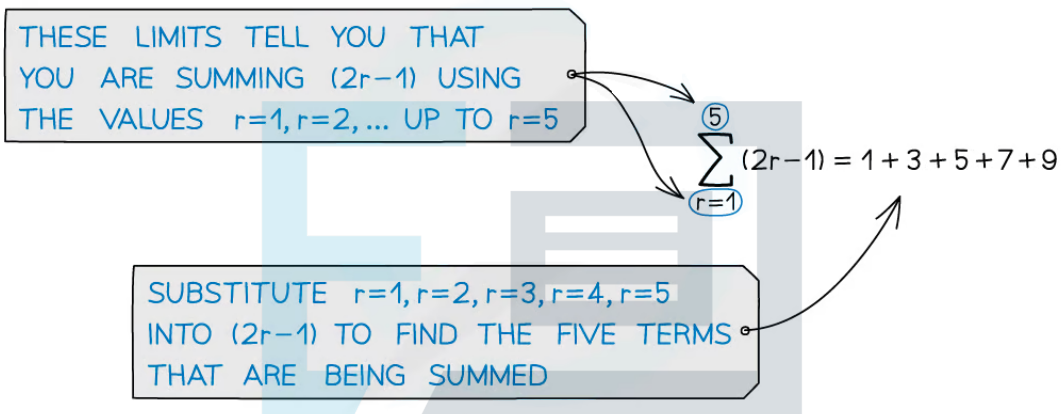 THESE LIMITS TELL YOU THAT
YOU ARE SUMMING (2r−1) USING
THE VALUES r=1, r=2, ... UP TO r=5
5
∑ (2r−1) = 1 + 3 + 5 + 7 + 9
r=1
SUBSTITUTE r=1, r=2, r=3, r=4, r=5
INTO (2r−1) TO FIND THE FIVE TERMS
THAT ARE BEING SUMMED